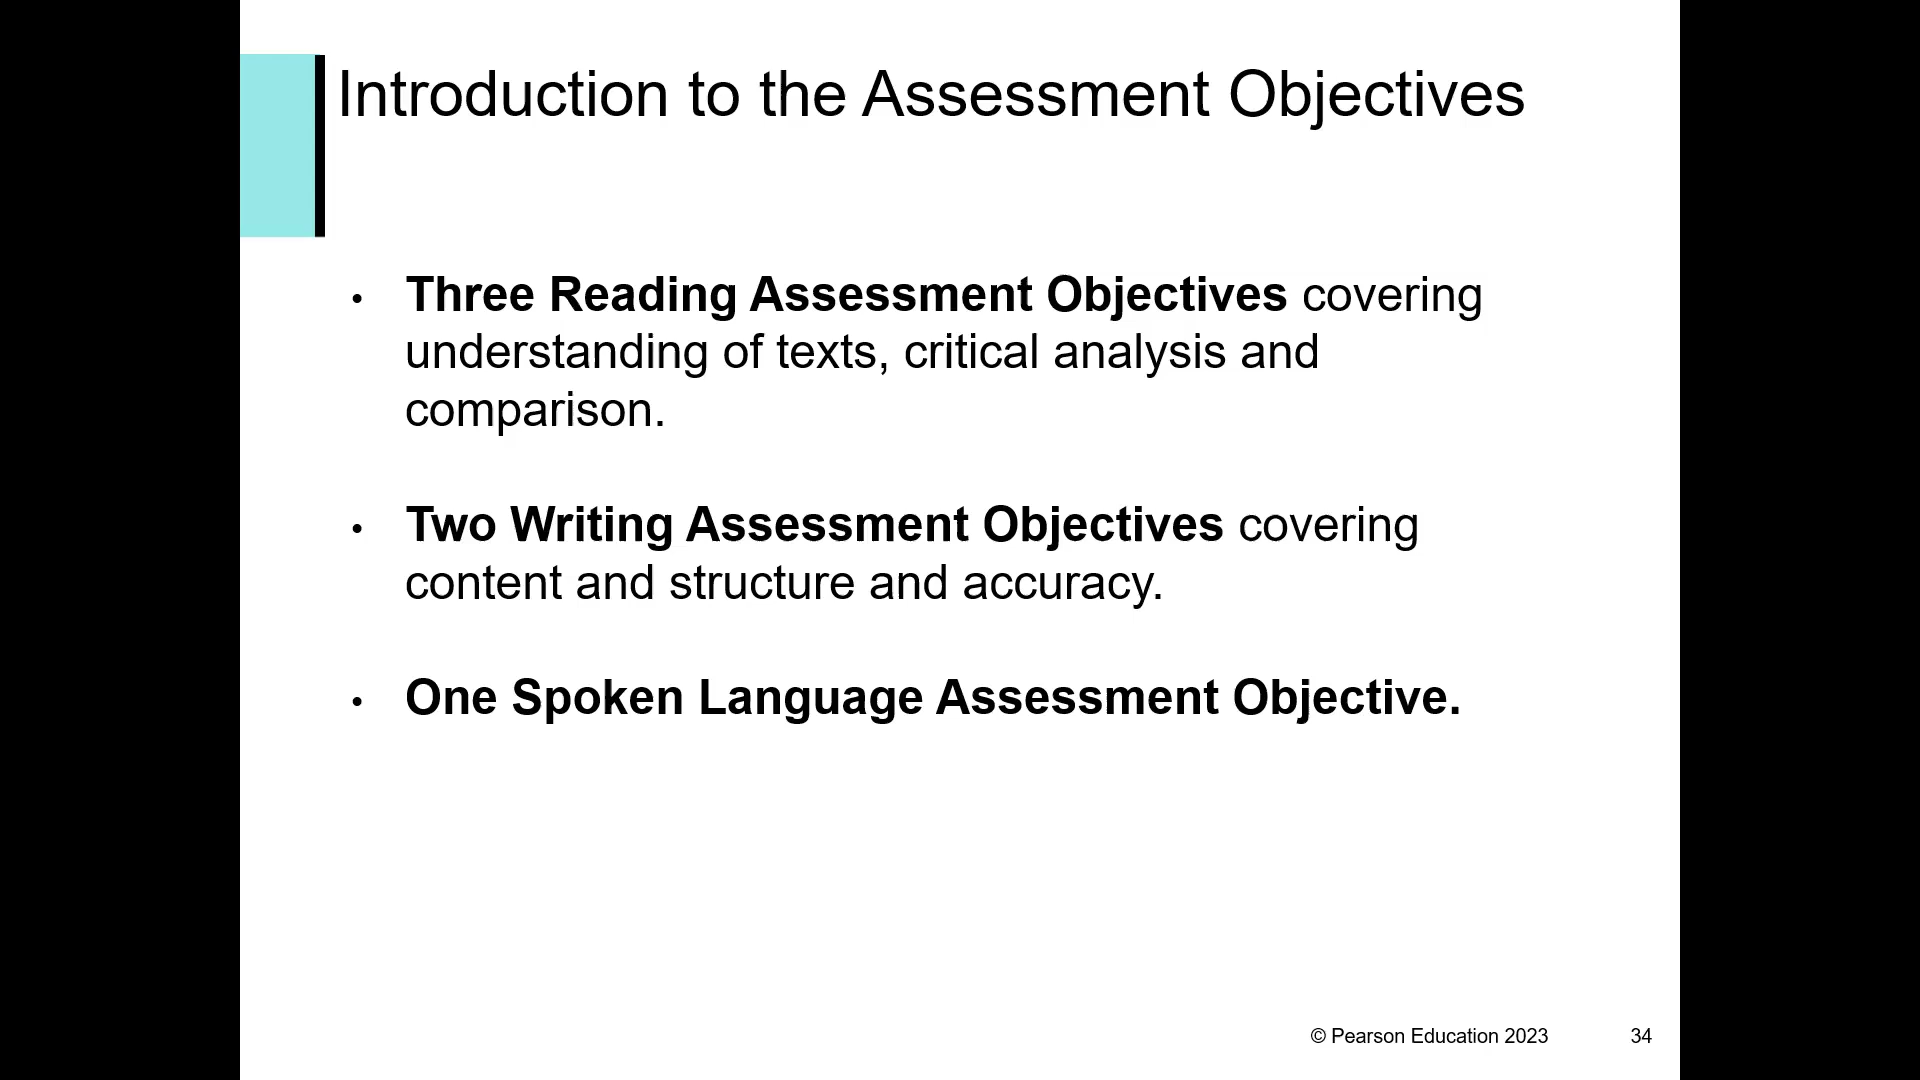 Introduction to the Assessment Objectives
• Three Reading Assessment Objectives covering
understanding of texts, critical analysis and
comparison.
• Two Writing Assessment Objectives covering
content and structure and accuracy.
• One Spoken Language Assessment Objective.
© Pearson Education 2023
34